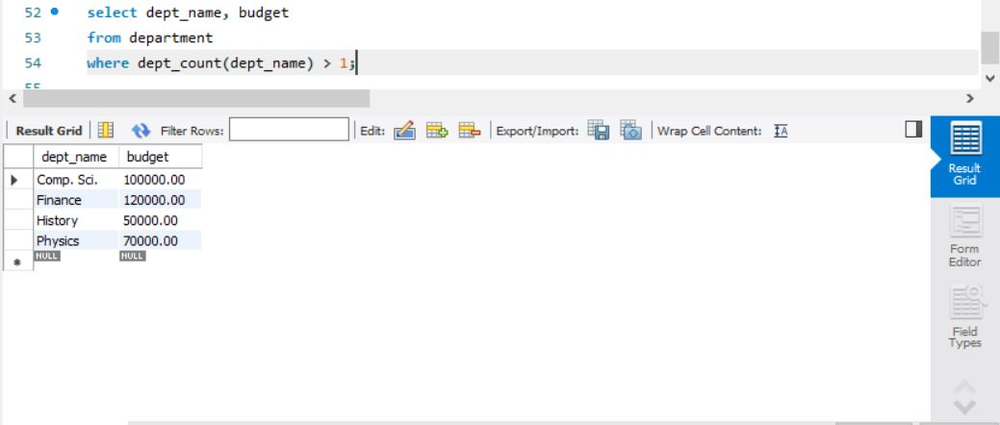 52 select dept_name, budget
53 from department
54 where dept_count(dept_name) > 1;
55
Result Grid Filter Rows: Edit: Export/Import: Wrap Cell Content: IA
dept_name budget
Comp. Sci. 100000.00
Finance 120000.00
History 50000.00
Physics 70000.00
NULL NULL
Result
Grid
Form
Editor
Field
Types